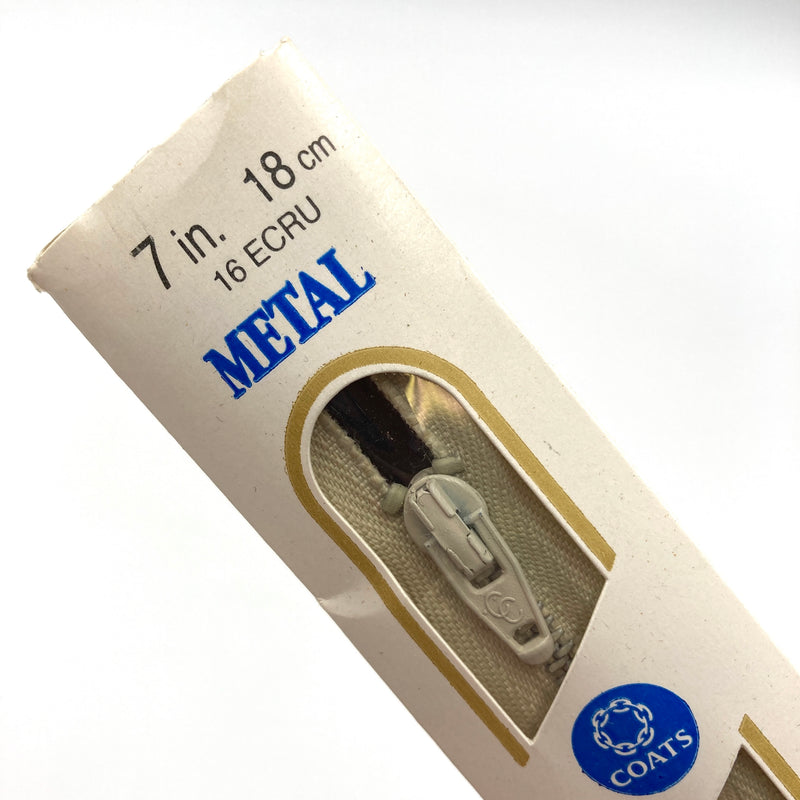 7 in. 18 cm
16 ECRU
METAL
COATS